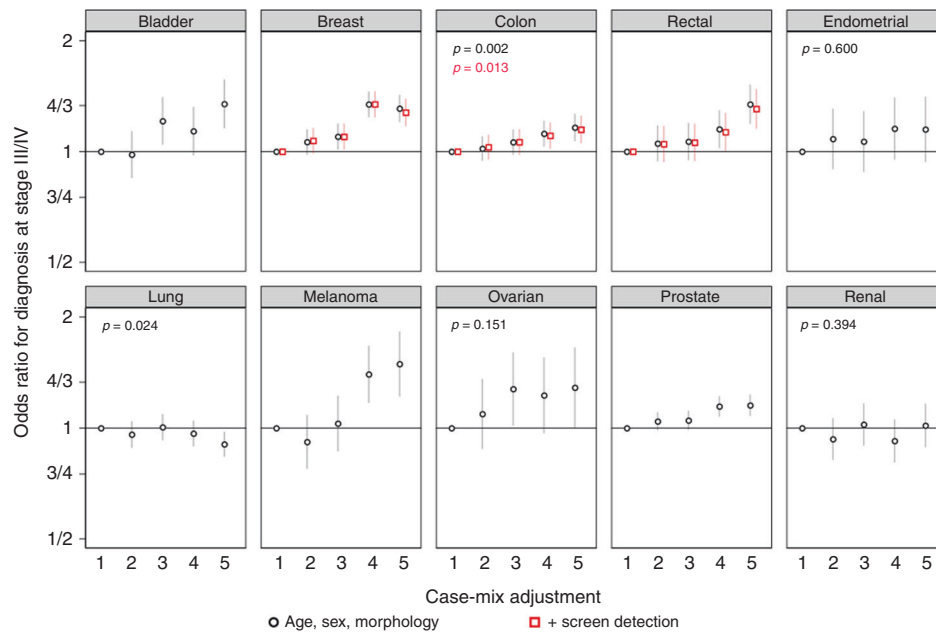 Bladder Breast Colon Rectal Endometrial
2
4/3
1
3/4
1/2
p = 0.002
p = 0.013
p = 0.600
Lung Melanoma Ovarian Prostate Renal
2
4/3
1
3/4
1/2
p = 0.024
p = 0.151
p = 0.394
1 2 3 4 5 1 2 3 4 5 1 2 3 4 5 1 2 3 4 5 1 2 3 4 5
Odds ratio for diagnosis at stage III/IV
Case-mix adjustment
Age, sex, morphology + screen detection